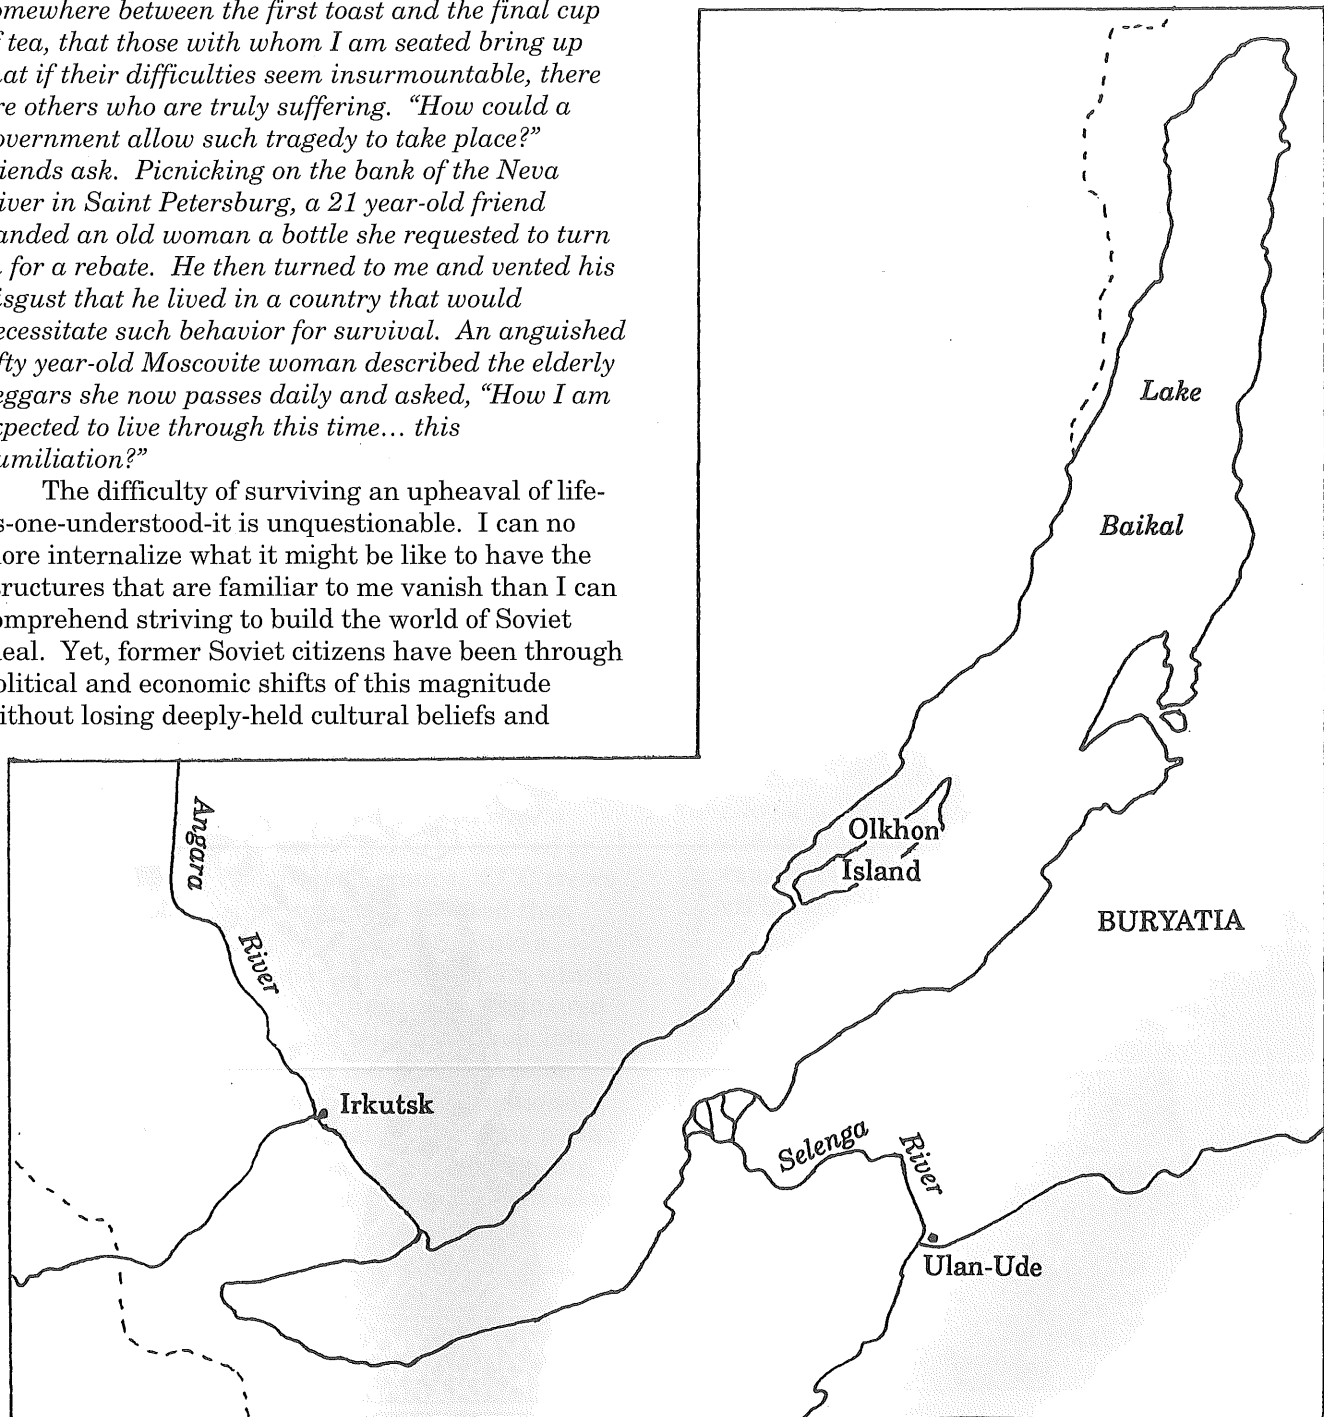 omewhere between the first toast and the final cup
f tea, that those with whom I am seated bring up
at if their difficulties seem insurmountable, there
re others who are truly suffering. “How could a
overnment allow such tragedy to take place?”
iends ask. Picnicking on the bank of the Neva
iver in Saint Petersburg, a 21 year-old friend
anded an old woman a bottle she requested to turn
for a rebate. He then turned to me and vented his
isgust that he lived in a country that would
ecessitate such behavior for survival. An anguished
fty year-old Moscovite woman described the elderly
eggars she now passes daily and asked, “How I am
pected to live through this time... this
umiliation?”
The difficulty of surviving an upheaval of life-
s-one-understood-it is unquestionable. I can no
ore internalize what it might be like to have the
tructures that are familiar to me vanish than I can
omprehend striving to build the world of Soviet
eal. Yet, former Soviet citizens have been through
olitical and economic shifts of this magnitude
ithout losing deeply-held cultural beliefs and
Lake
Baikal
Angara
River
Olkhon
Island
BURYATIA
Irkutsk
Selenga
River
Ulan-Ude